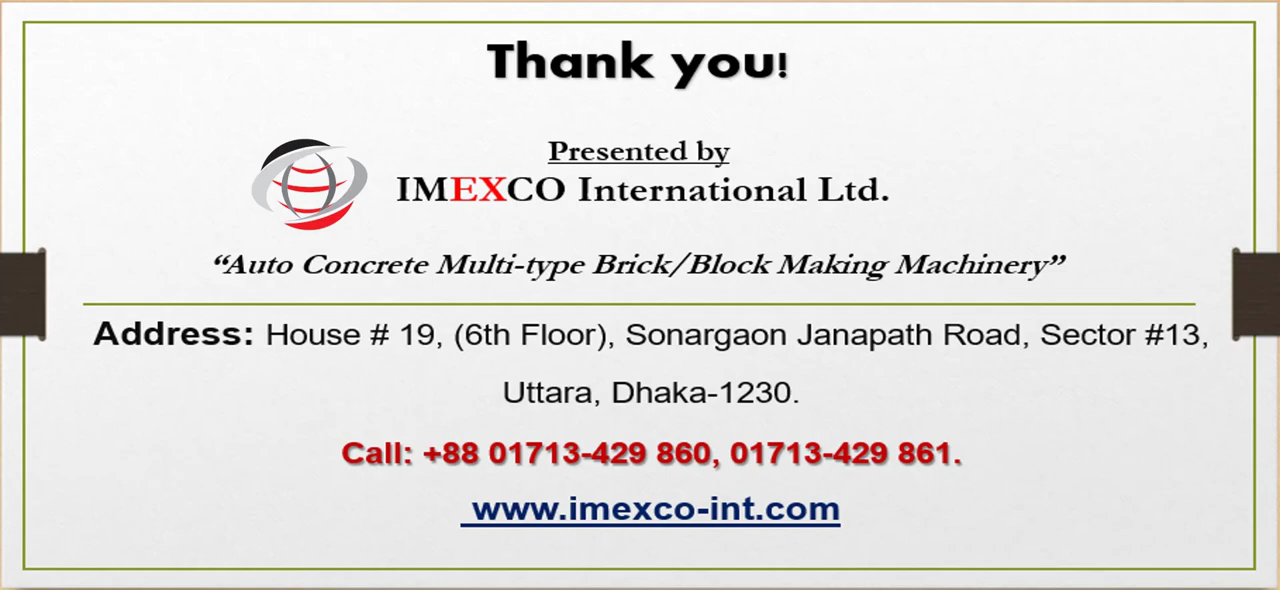 Thank you!
Presented by
IMEXCO International Ltd.
“Auto Concrete Multi-type Brick/Block Making Machinery”
Address: House # 19, (6th Floor), Sonargaon Janapath Road, Sector #13,
Uttara, Dhaka-1230.
Call: +88 01713-429 860, 01713-429 861.
www.imexco-int.com